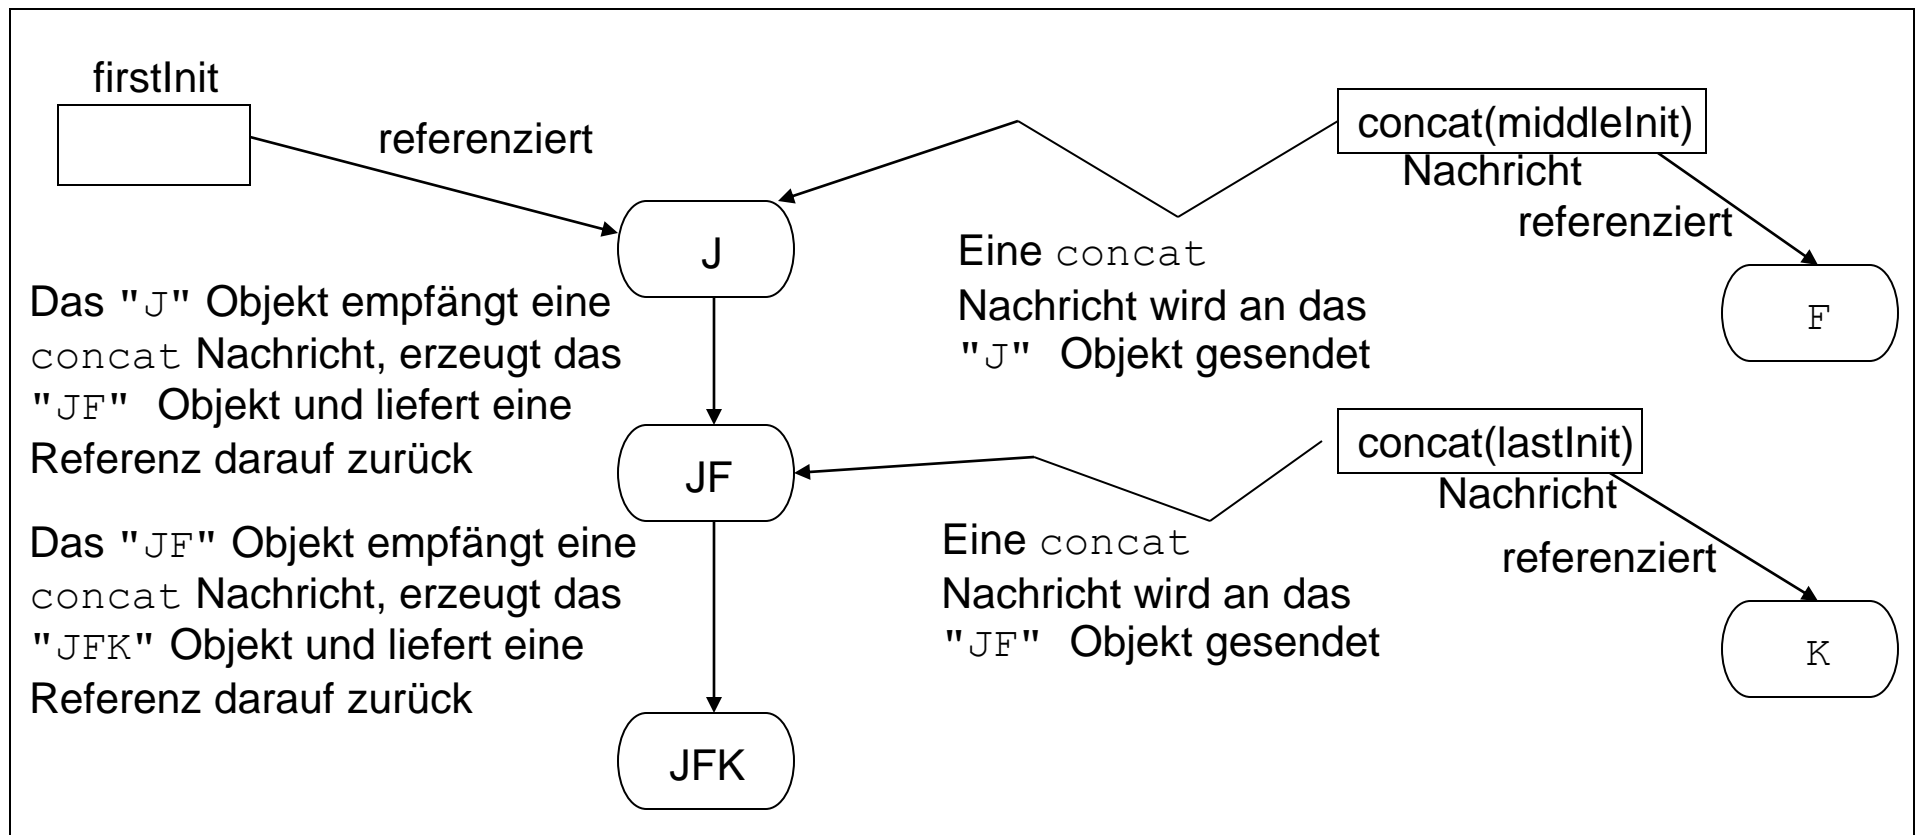 firstInit
referenziert
concat(middleInit)
Nachricht
referenziert
J
F
Eine concat
Nachricht wird an das
"J" Objekt gesendet
Das "J" Objekt empfängt eine
concat Nachricht, erzeugt das
"JF" Objekt und liefert eine
Referenz darauf zurück
JF
concat(lastInit)
Nachricht
referenziert
K
Eine concat
Nachricht wird an das
"JF" Objekt gesendet
Das "JF" Objekt empfängt eine
concat Nachricht, erzeugt das
"JFK" Objekt und liefert eine
Referenz darauf zurück
JFK